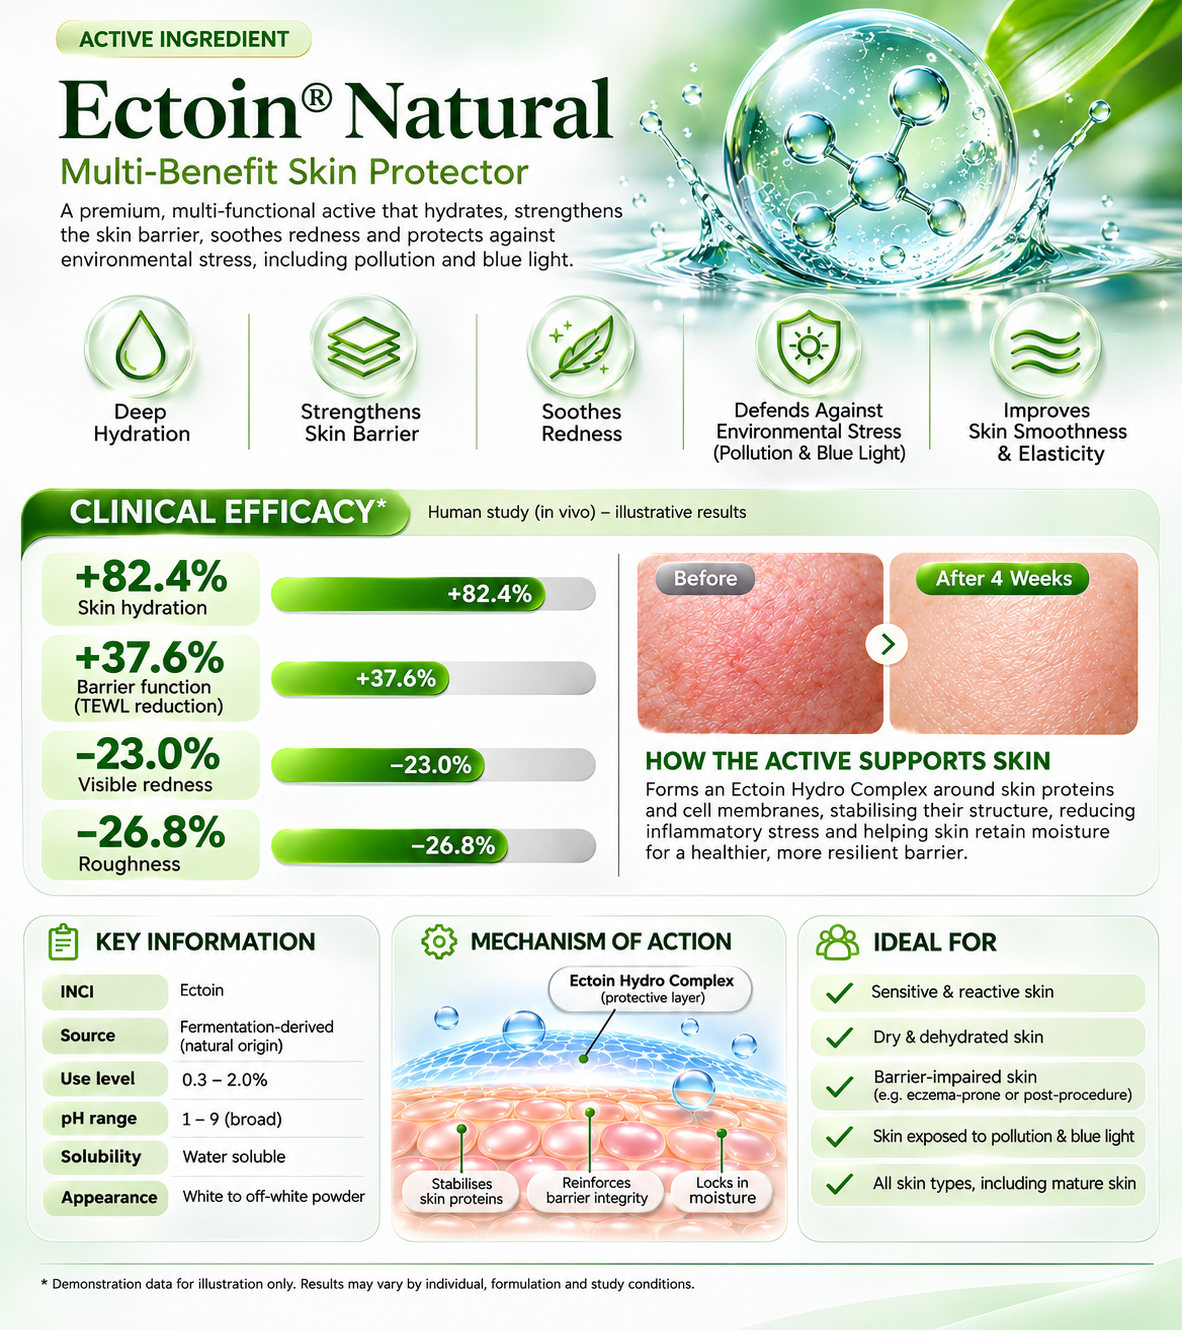 ACTIVE INGREDIENT
Ectoin® Natural
Multi-Benefit Skin Protector
A premium, multi-functional active that hydrates, strengthens
the skin barrier, soothes redness and protects against
environmental stress, including pollution and blue light.
Deep
Hydration
Strengthens
Skin Barrier
Soothes
Redness
Defends Against
Environmental Stress
(Pollution & Blue Light)
Improves
Skin Smoothness
& Elasticity
CLINICAL EFFICACY*
Human study (in vivo) – illustrative results
+82.4%
Skin hydration
+82.4%
+37.6%
Barrier function
(TEWL reduction)
+37.6%
–23.0%
Visible redness
–23.0%
–26.8%
Roughness
–26.8%
Before
After 4 Weeks
HOW THE ACTIVE SUPPORTS SKIN
Forms an Ectoin Hydro Complex around skin proteins
and cell membranes, stabilising their structure, reducing
inflammatory stress and helping skin retain moisture
for a healthier, more resilient barrier.
KEY INFORMATION
INCI
Ectoin
Source
Fermentation-derived
(natural origin)
Use level
0.3 – 2.0%
pH range
1 – 9 (broad)
Solubility
Water soluble
Appearance
White to off-white powder
MECHANISM OF ACTION
Ectoin Hydro Complex
(protective layer)
Stabilises
skin proteins
Reinforces
barrier integrity
Locks in
moisture
IDEAL FOR
Sensitive & reactive skin
Dry & dehydrated skin
Barrier-impaired skin
(e.g. eczema-prone or post-procedure)
Skin exposed to pollution & blue light
All skin types, including mature skin
* Demonstration data for illustration only. Results may vary by individual, formulation and study conditions.